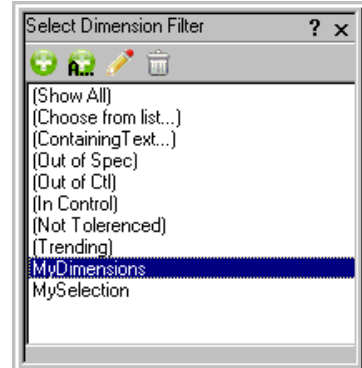 Select Dimension Filter ? ×
A...
(Show All)
(Choose from list...)
(ContainingText...)
(Out of Spec)
(Out of Ctl)
(In Control)
(Not Tolerenced)
(Trending)
MyDimensions
MySelection